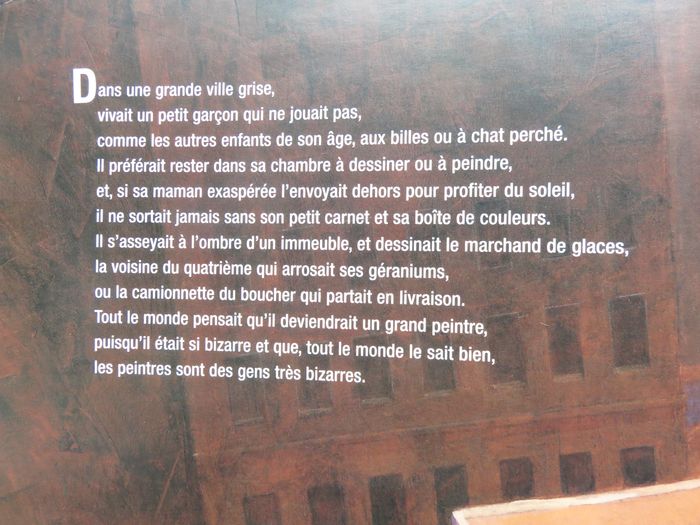 Dans une grande ville grise,
vivait un petit garçon qui ne jouait pas,
comme les autres enfants de son âge, aux billes ou à chat perché.
Il préférait rester dans sa chambre à dessiner ou à peindre,
et, si sa maman exaspérée l'envoyait dehors pour profiter du soleil,
il ne sortait jamais sans son petit carnet et sa boîte de couleurs.
Il s'asseyait à l'ombre d'un immeuble, et dessinait le marchand de glaces,
la voisine du quatrième qui arrosait ses géraniums,
ou la camionnette du boucher qui partait en livraison.
Tout le monde pensait qu'il deviendrait un grand peintre,
puisqu'il était si bizarre et que, tout le monde le sait bien,
les peintres sont des gens très bizarres.